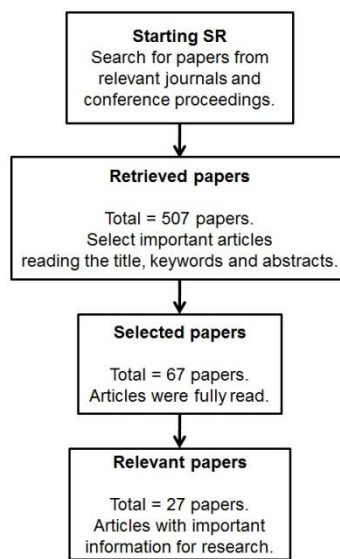 Starting SR
Search for papers from
relevant journals and
conference proceedings.
Retrieved papers
Total = 507 papers.
Select important articles
reading the title, keywords and abstracts.
Selected papers
Total = 67 papers.
Articles were fully read.
Relevant papers
Total = 27 papers.
Articles with important
information for research.